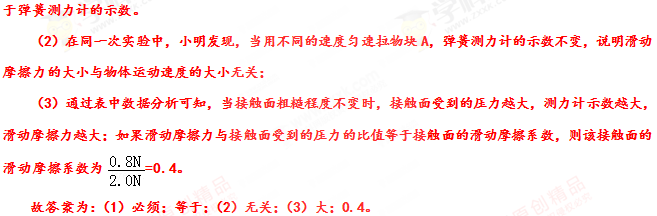 于弹簧测力计的示数。
（2）在同一次实验中，小明发现，当用不同的速度匀速拉物块 A，弹簧测力计的示数不变，说明滑动
摩擦力的大小与物体运动速度的大小无关；
（3）通过表中数据分析可知，当接触面粗糙程度不变时，接触面受到的压力越大，测力计示数越大，
滑动摩擦力越大；如果滑动摩擦力与接触面受到的压力的比值等于接触面的滑动摩擦系数，则该接触面的
滑动摩擦系数为 0.8N/2.0N=0.4。
故答案为：（1）必须；等于；（2）无关；（3）大；0.4。